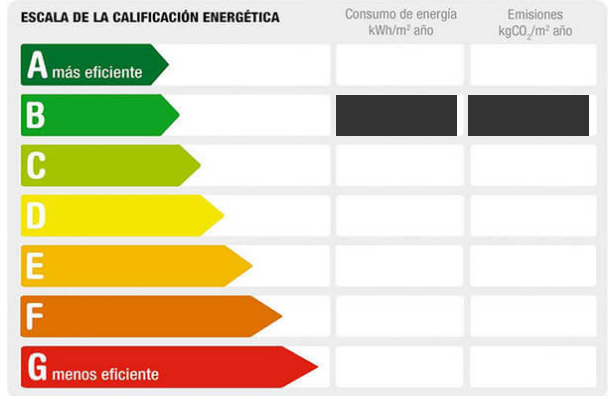 ESCALA DE LA CALIFICACIÓN ENERGÉTICA
Consumo de energía
kWh/m² año
Emisiones
kgCO₂/m² año
A más eficiente
B
C
D
E
F
G menos eficiente